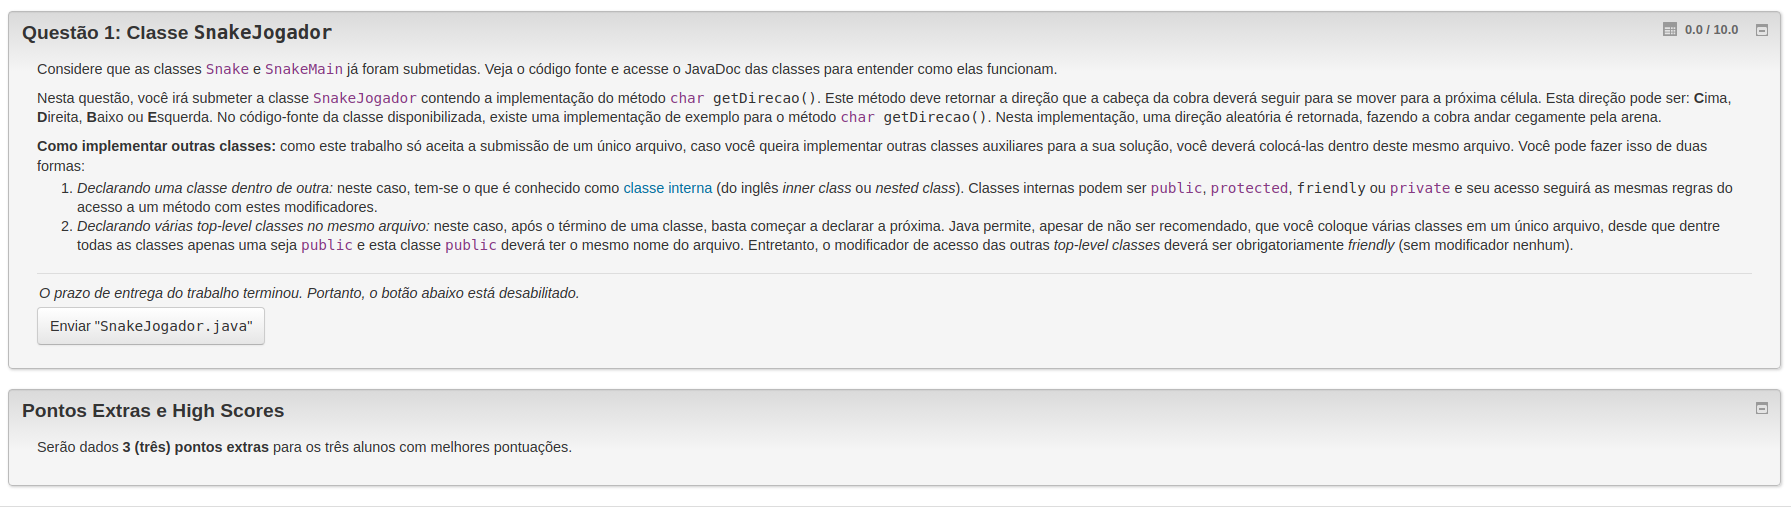 Questão 1: Classe SnakeJogador
0.0 / 10.0
Considere que as classes Snake e SnakeMain já foram submetidas. Veja o código fonte e acesse o JavaDoc das classes para entender como elas funcionam.
Nesta questão, você irá submeter a classe SnakeJogador contendo a implementação do método char getDirecao(). Este método deve retornar a direção que a cabeça da cobra deverá seguir para se mover para a próxima célula. Esta direção pode ser: Cima,
Direita, Baixo ou Esquerda. No código-fonte da classe disponibilizada, existe uma implementação de exemplo para o método char getDirecao(). Nesta implementação, uma direção aleatória é retornada, fazendo a cobra andar cegamente pela arena.
Como implementar outras classes: como este trabalho só aceita a submissão de um único arquivo, caso você queira implementar outras classes auxiliares para a sua solução, você deverá colocá-las dentro deste mesmo arquivo. Você pode fazer isso de duas
formas:
1. Declarando uma classe dentro de outra: neste caso, tem-se o que é conhecido como classe interna (do inglês inner class ou nested class). Classes internas podem ser public, protected, friendly ou private e seu acesso seguirá as mesmas regras do
acesso a um método com estes modificadores.
2. Declarando várias top-level classes no mesmo arquivo: neste caso, após o término de uma classe, basta começar a declarar a próxima. Java permite, apesar de não ser recomendado, que você coloque várias classes em um único arquivo, desde que dentre
todas as classes apenas uma seja public e esta classe public deverá ter o mesmo nome do arquivo. Entretanto, o modificador de acesso das outras top-level classes deverá ser obrigatoriamente friendly (sem modificador nenhum).
O prazo de entrega do trabalho terminou. Portanto, o botão abaixo está desabilitado.
Enviar "SnakeJogador.java"
Pontos Extras e High Scores
Serão dados 3 (três) pontos extras para os três alunos com melhores pontuações.